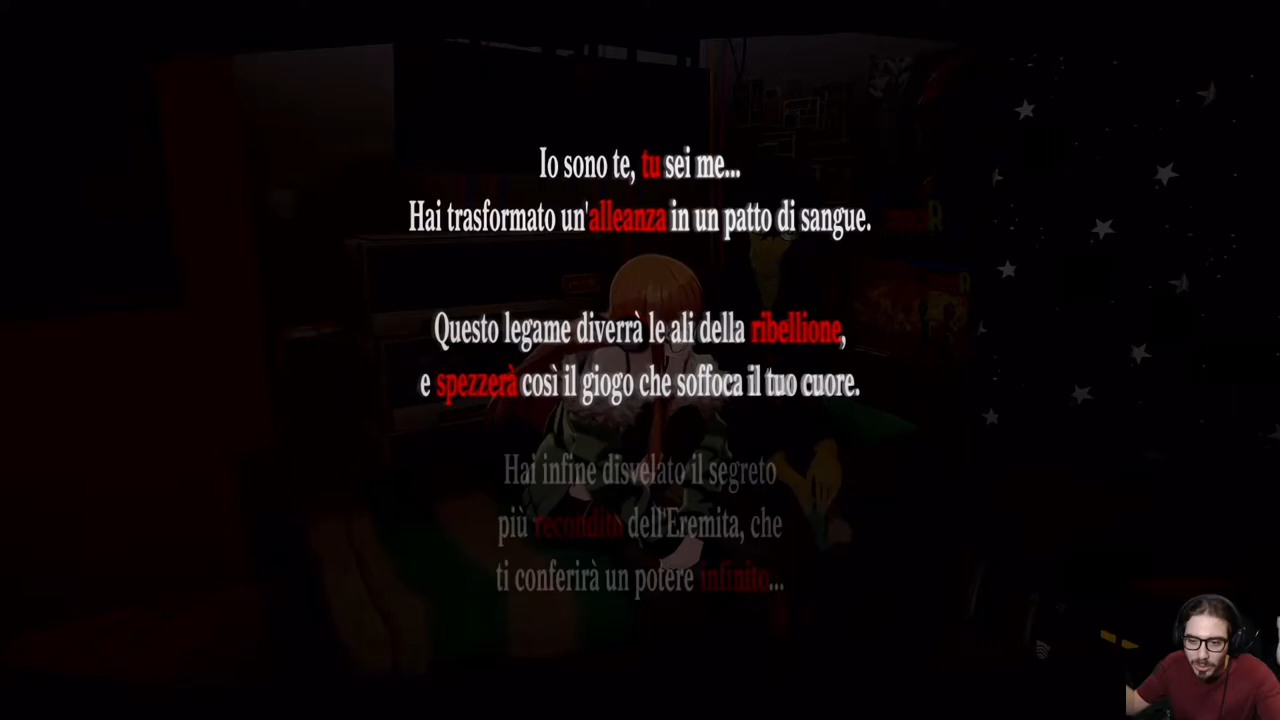 Io sono te, tu sei me...
Hai trasformato un'alleanza in un patto di sangue.
Questo legame diverrà le ali della ribellione,
e spezzerà così il giogo che soffoca il tuo cuore.
Hai infine disvelato il segreto
più recondito dell'Eremita, che
ti conferirà un potere infinito...